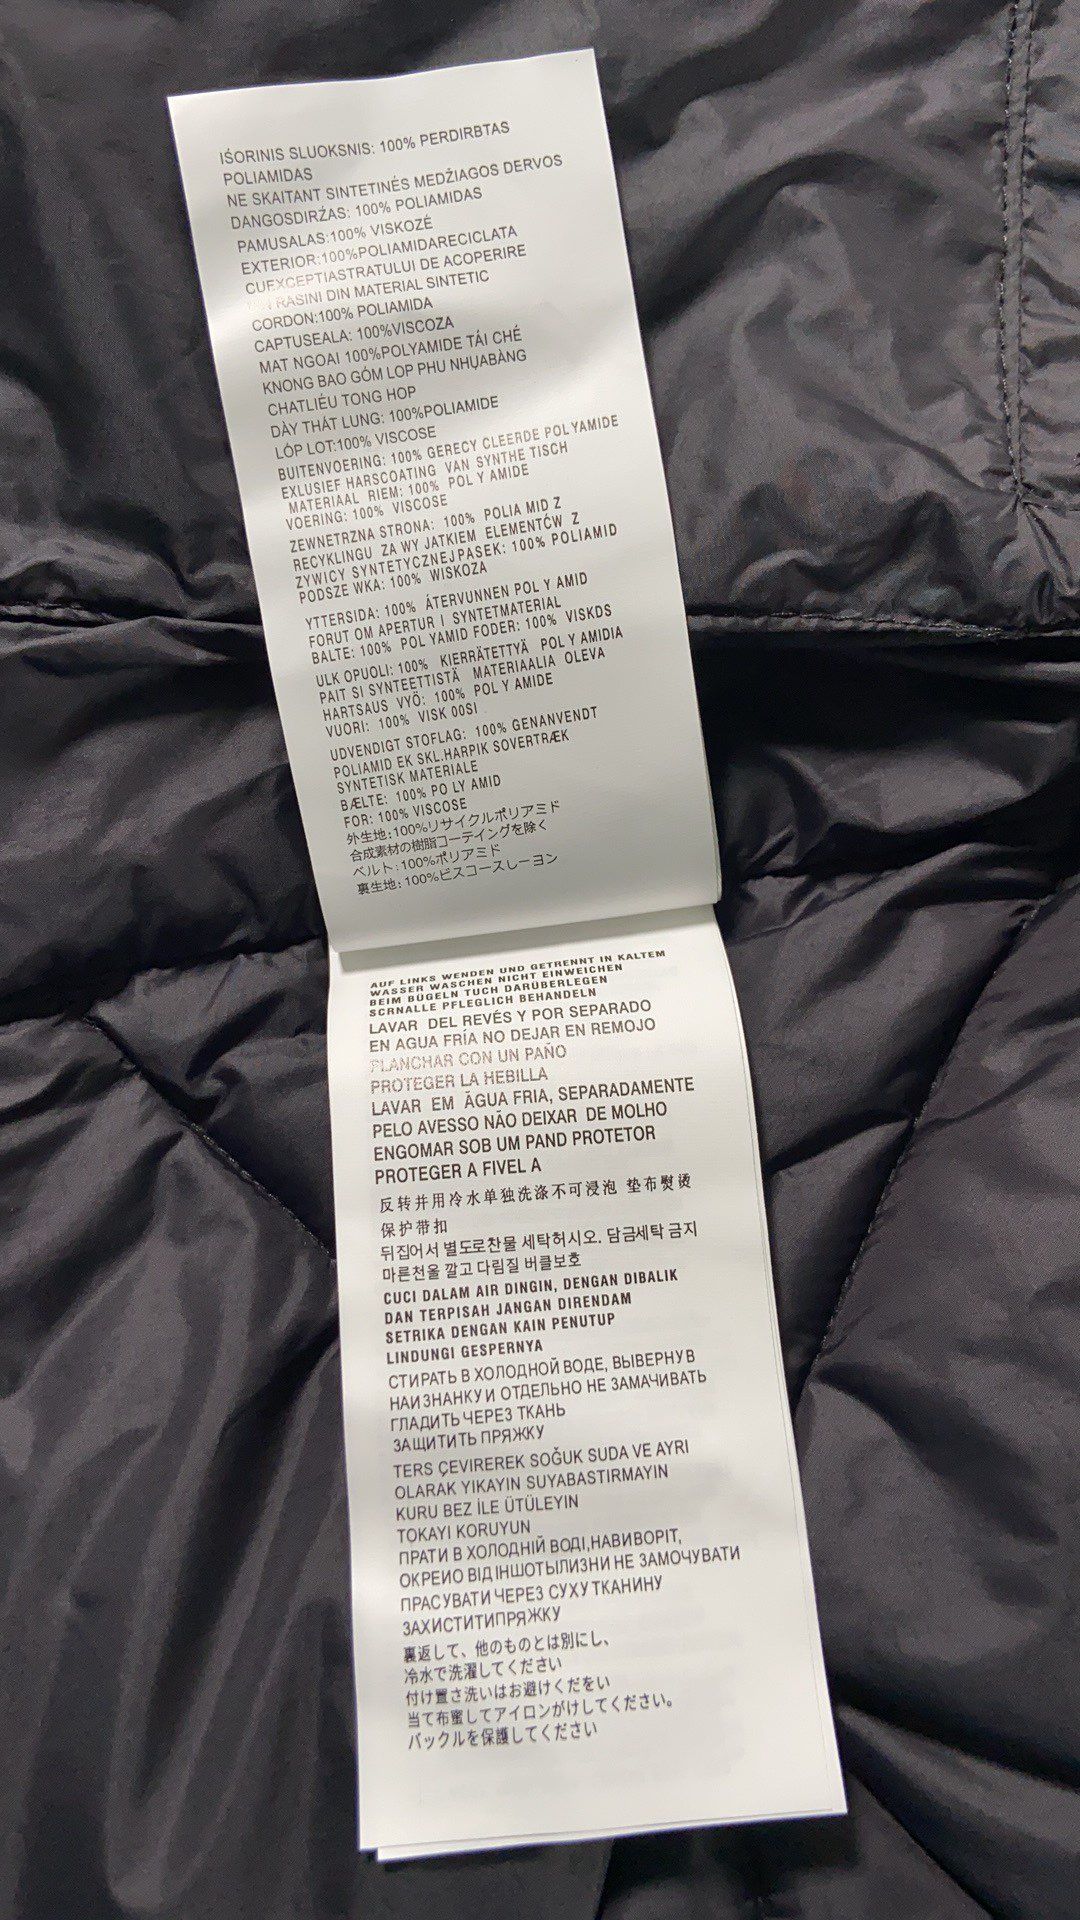 IŠORINIS SLUOKSNIS: 100% PERDIRBTAS
POLIAMIDAS
NE SKAITANT SINTETINĖS MEDŽIAGOS DERVOS
DANGOSDIRŽAS: 100% POLIAMIDAS
PAMUSALAS:100% VISKOZĖ
EXTERIOR:100%POLIAMIDARECICLATA
CUEXCEPTIASTRATULUI DE ACOPERIRE
RASINI DIN MATERIAL SINTETIC
CORDON:100% POLIAMIDA
CAPTUSEALA: 100%VISCOZA
MAT NGOAI 100%POLYAMIDE TÁI CHÉ
KNONG BAO GÓM LOP PHU NHỤABÀNG
CHATLIÉU TONG HOP
DÀY THÁT LUNG: 100%POLIAMIDE
LÓP LOT:100% VISCOSE
BUITENVOERING: 100% GERECY CLEERDE POLYAMIDE
EXLUSIEF HARSCOATING VAN SYNTHE TISCH
MATERIAAL RIEM: 100% POL Y AMIDE
VOERING: 100% VISCOSE
ZEWNETRZNA STRONA: 100% POLIA MID Z
RECYKLINGU ZA WY JATKIEM ELEMENTÓW Z
ZYWICY SYNTETYCZNEJPASEK: 100% POLIAMID
PODSZE WKA: 100% WISKOZA
YTTERSIDA: 100% ÁTERVUNNEN POL Y AMID
FORUT OM APERTUR I SYNTETMATERIAL
BALTE: 100% POL YAMID FODER: 100% VISKDS
ULK OPUOLI; 100% KIERRÄTETTYÄ POL Y AMIDIA
PAIT SI SYNTEETTISTÄ MATERIAALIA OLEVA
HARTSAUS VYÖ: 100% POL Y AMIDE
VUORI: 100% VISK 00SI
UDVENDIGT STOFLAG: 100% GENANVENDT
POLIAMID EK SKL.HARPIK SOVERTRÆK
SYNTETISK MATERIALE
BÆLTE: 100% PO LY AMID
FOR: 100% VISCOSE
外生地:100%リサイクルポリアミド
合成素材の樹脂コーテイングを除く
ベルト:100%ポリアミド
裏生地:100%ビスコースしーヨン
AUF LINKS WENDEN UND GETRENNT IN KALTEM
WASSER WASCHEN NICHT EINWEICHEN
BEIM BÜGELN TUCH DARÜBERLEGEN
SCRNALLE PFLEGLICH BEHANDELN
LAVAR DEL REVÉS Y POR SEPARADO
EN AGUA FRÍA NO DEJAR EN REMOJO
PLANCHAR CON UN PAÑO
PROTEGER LA HEBILLA
LAVAR EM ÁGUA FRIA, SEPARADAMENTE
PELO AVESSO NÃO DEIXAR DE MOLHO
ENGOMAR SOB UM PAND PROTETOR
PROTEGER A FIVEL A
反转井用冷水单独洗涤不可浸泡 垫布熨烫
保护带扣
뒤집어서 별도로찬물 세탁허시오. 담금세탁 금지
마른천올 깔고 다림질 버클보호
CUCI DALAM AIR DINGIN, DENGAN DIBALIK
DAN TERPISAH JANGAN DIRENDAM
SETRIKA DENGAN KAIN PENUTUP
LINDUNGI GESPERNYA
СТИРАТЬ В ХОЛОДНОЙ ВОДЕ, ВЫВЕРНУВ
НАИЗНАНКУ И ОТДЕЛЬНО НЕ ЗАМАЧИВАТЬ
ГЛАДИТЬ ЧЕРЕЗ ТКАНЬ
ЗАЩИТИТЬ ПРЯЖКУ
TERS ÇEVIREREK SOĞUK SUDA VE AYRI
OLARAK YIKAYIN SUYABASTIRMAYIN
KURU BEZ İLE ÜTÜLEYIN
TOKAYI KORUYUN
ПРАТИ В ХОЛОДНІЙ ВОДІ,НАВИВОРІТ,
ОКРЕИО ВІД ІНШОТЫЛИЗНИ НЕ ЗАМОЧУВАТИ
ПРАСУВАТИ ЧЕРЕЗ СУХУ ТКАНИНУ
ЗАХИСТИТИПРЯЖКУ
裏返して、他のものとは別にし、
冷水で洗濯してください
付け置さ洗いはお避けくだをい
当て布蜜してアイロンがけしてください。
バックルを保護してください